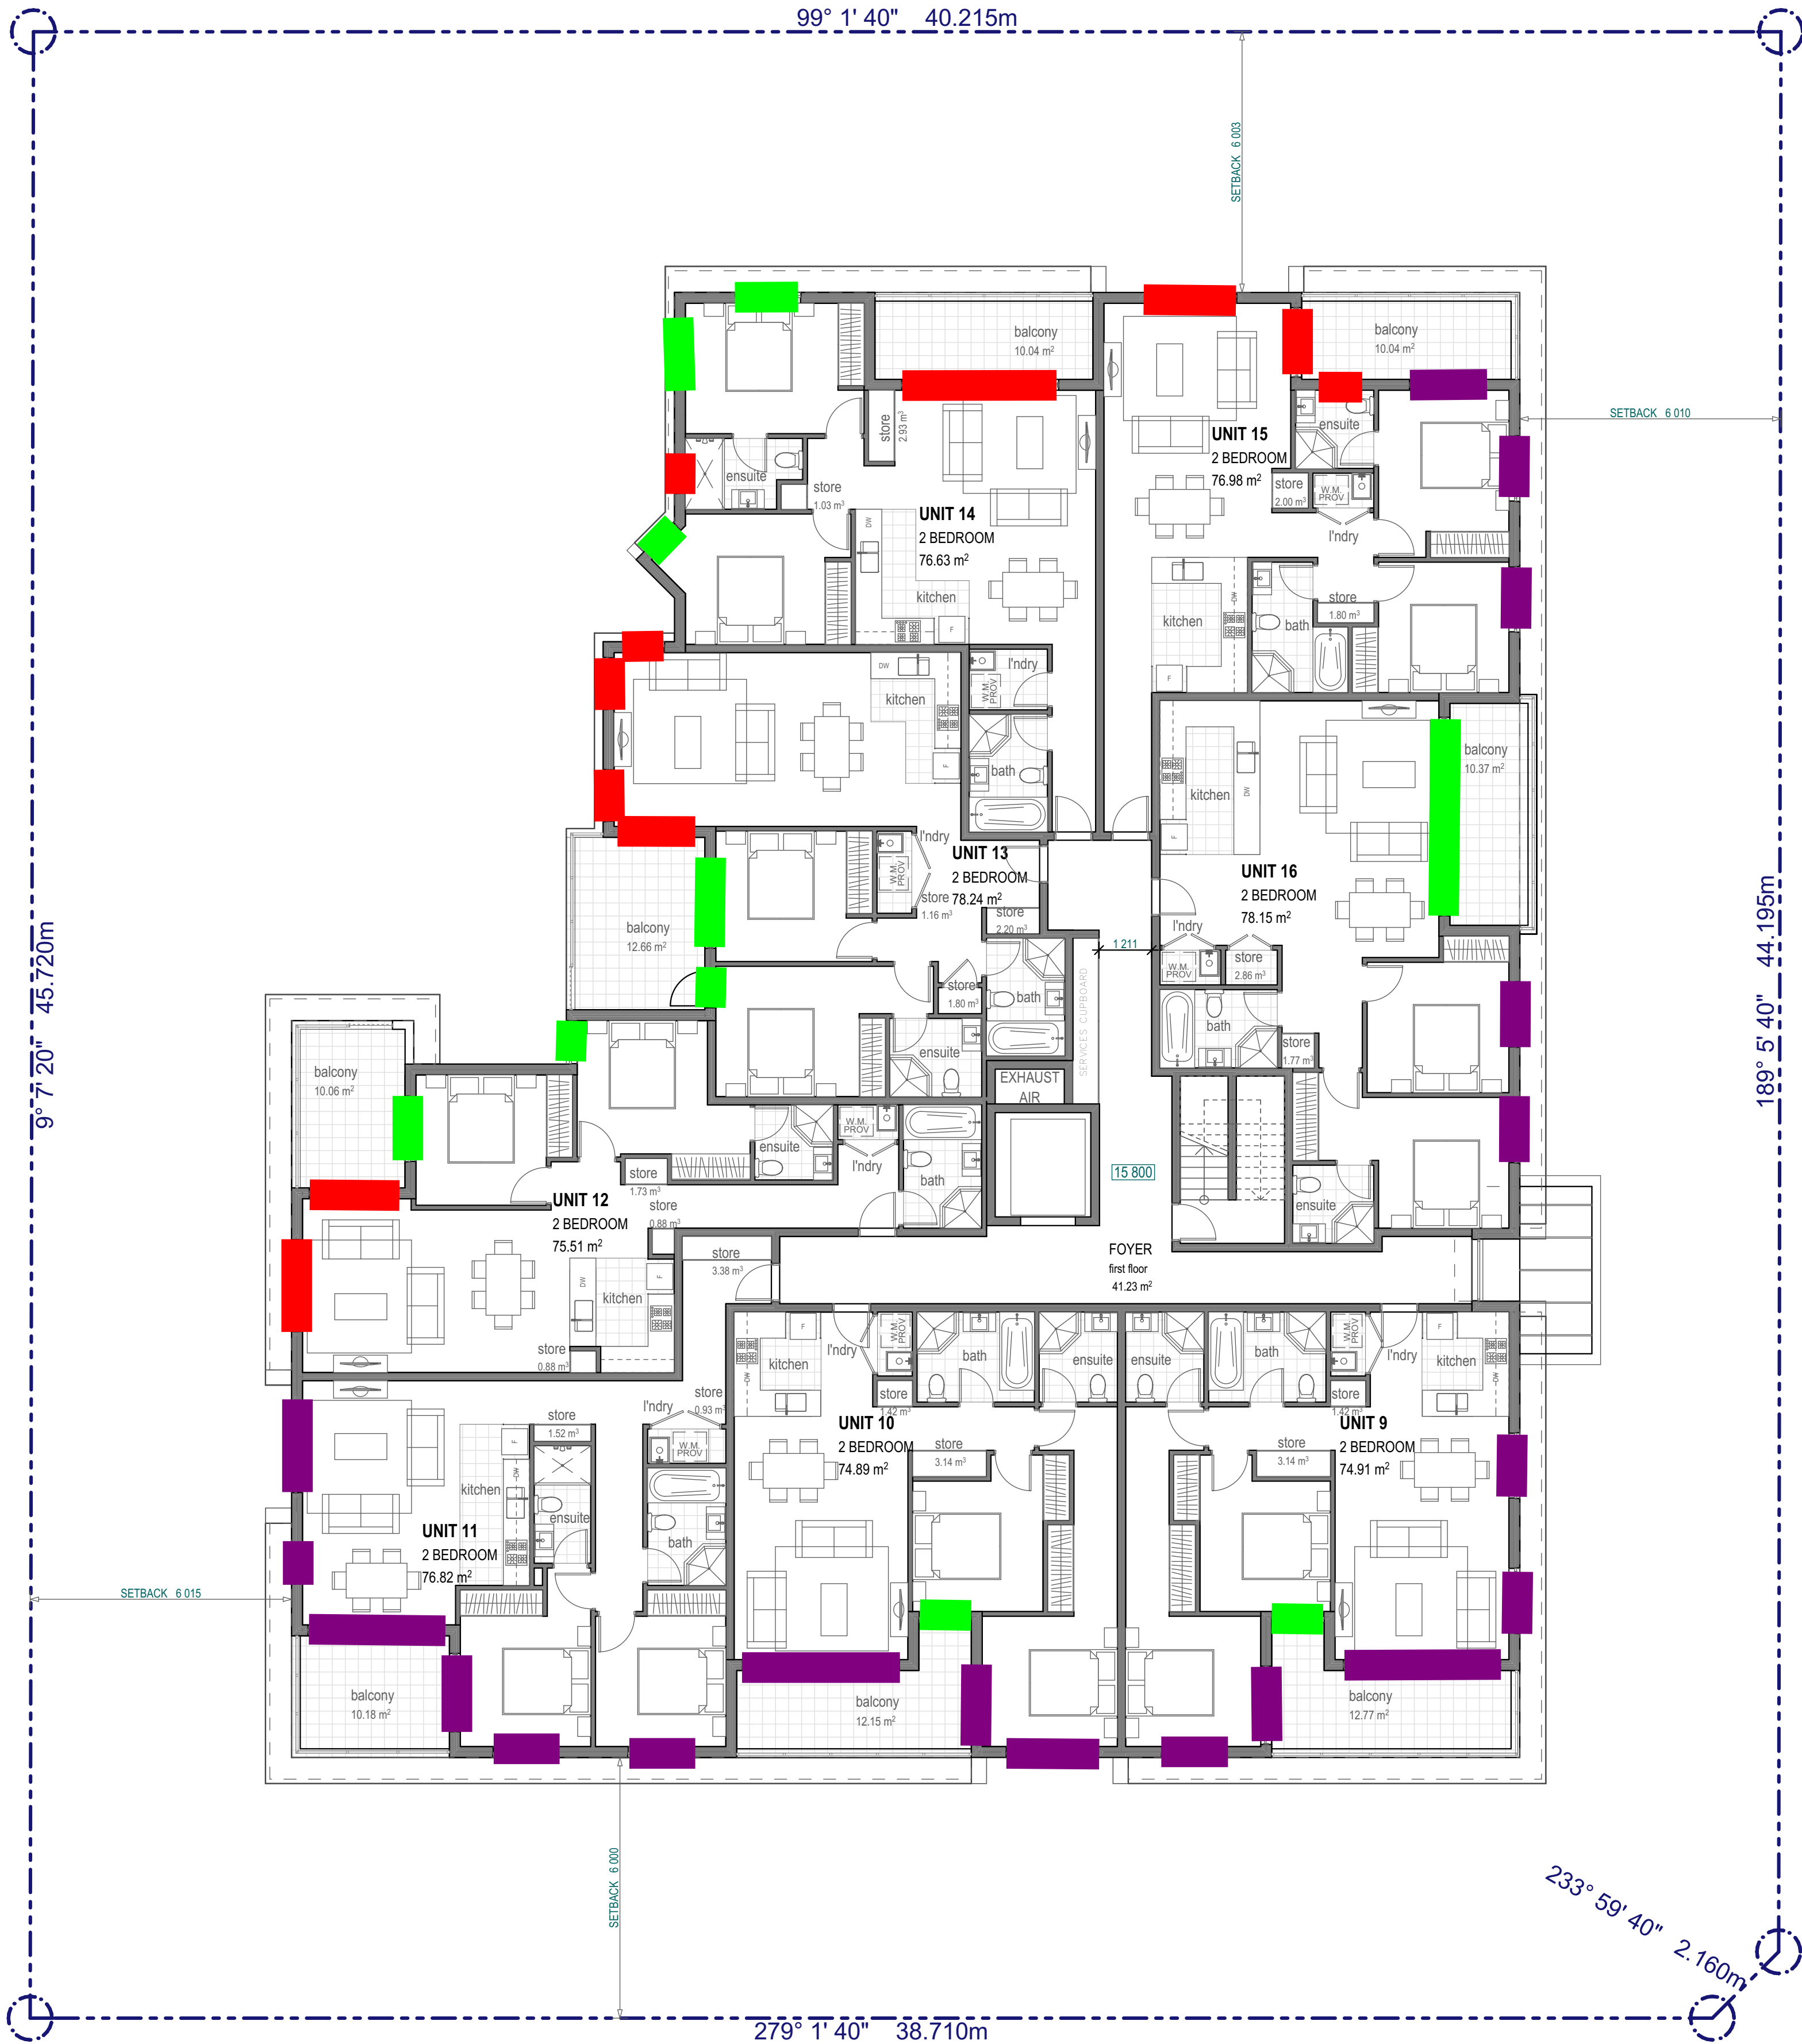 99° 1' 40" 40.215m
SETBACK 6 003
balcony
10.04 m²
balcony
10.04 m²
SETBACK 6 010
store
2.93 m³
ensuite
UNIT 15
2 BEDROOM
76.98 m²
ensuite
store
1.03 m³
UNIT 14
2 BEDROOM
76.63 m²
DW
kitchen
F
store
2.00 m³
W.M.
PROV
l'ndry
store
1.80 m³
kitchen
DW
bath
F
DW
kitchen
F
l'ndry
W.M.
PROV
bath
balcony
10.37 m²
kitchen
DW
F
l'ndry
W.M.
PROV
UNIT 13
2 BEDROOM
78.24 m²
store
1.16 m³
store
2.20 m³
UNIT 16
2 BEDROOM
78.15 m²
balcony
12.66 m²
l'ndry
W.M.
PROV
store
2.86 m³
1 211
SERVICES CUPBOARD
store
1.80 m³
bath
bath
store
1.77 m³
ensuite
EXHAUST
AIR
9° 7' 20" 45.720m
189° 5' 40" 44.195m
balcony
10.06 m²
ensuite
W.M.
PROV
l'ndry
bath
15 800
store
1.73 m³
store
0.88 m³
UNIT 12
2 BEDROOM
75.51 m²
ensuite
store
3.38 m³
FOYER
first floor
41.23 m²
DW
F
kitchen
store
0.88 m³
kitchen
F
DW
l'ndry
W.M.
PROV
bath
ensuite
ensuite
bath
W.M.
PROV
l'ndry
F
kitchen
DW
store
1.42 m³
store
1.42 m³
store
1.52 m³
l'ndry
store
0.93 m³
W.M.
PROV
UNIT 10
2 BEDROOM
74.89 m²
store
3.14 m³
store
3.14 m³
UNIT 9
2 BEDROOM
74.91 m²
F
DW
kitchen
ensuite
bath
UNIT 11
2 BEDROOM
76.82 m²
SETBACK 6 015
balcony
10.18 m²
balcony
12.15 m²
balcony
12.77 m²
SETBACK 6 000
233° 59' 40" 2.160m
279° 1' 40" 38.710m